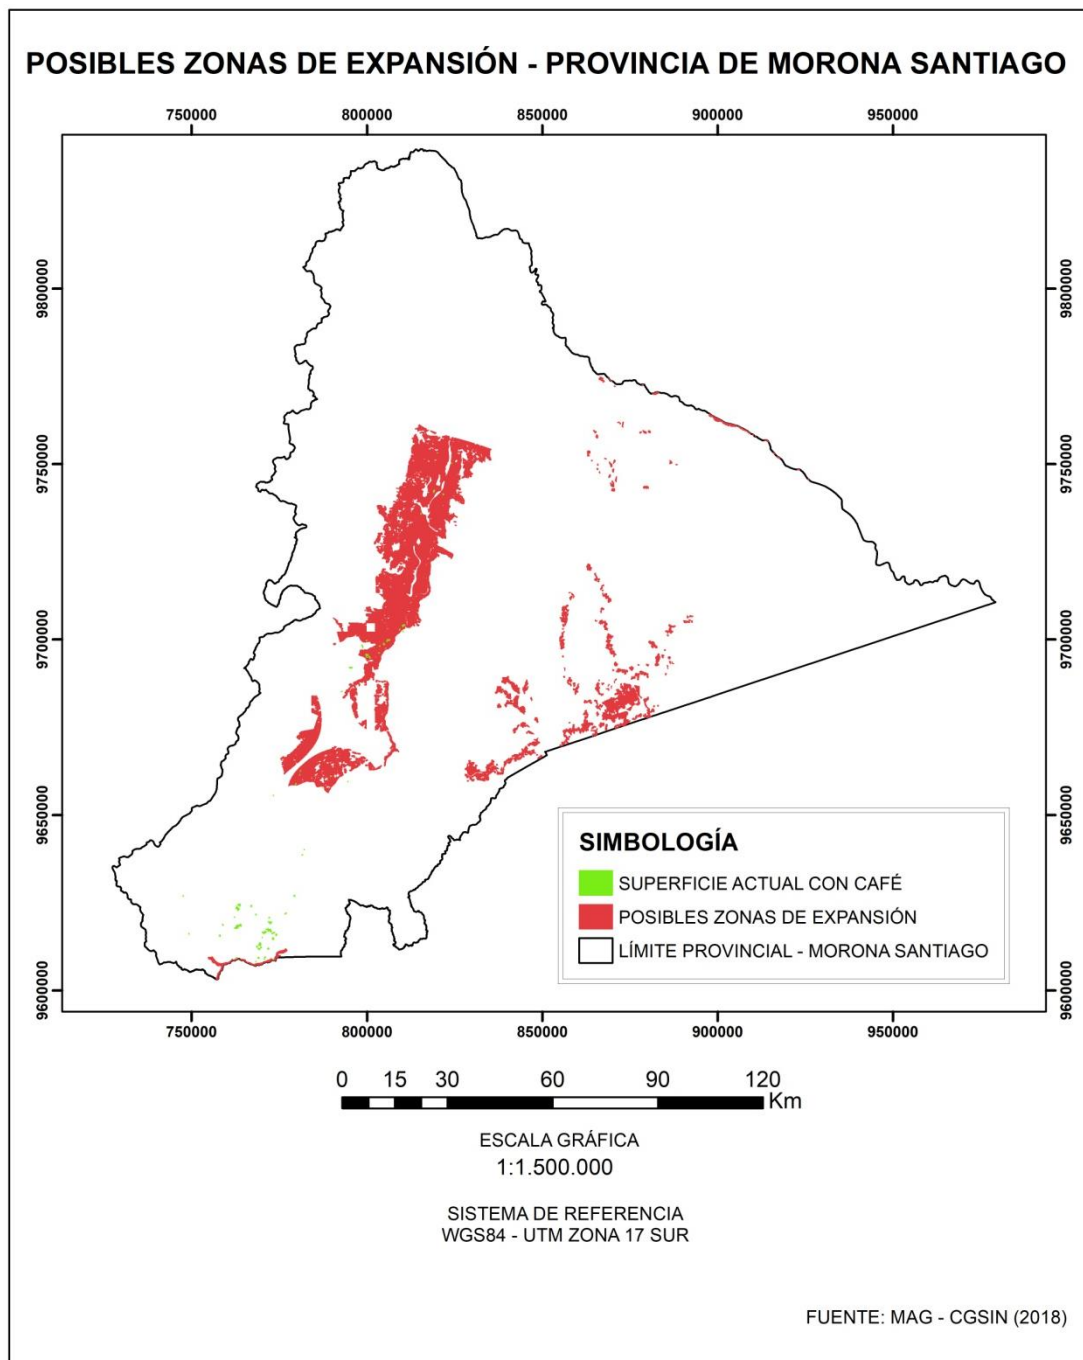 POSIBLES ZONAS DE EXPANSIÓN - PROVINCIA DE MORONA SANTIAGO
750000 800000 850000 900000 950000
9800000 9800000
9750000 9750000
9700000 9700000
9650000 9650000
9600000 9600000
SIMBOLOGÍA
SUPERFICIE ACTUAL CON CAFÉ
POSIBLES ZONAS DE EXPANSIÓN
LÍMITE PROVINCIAL - MORONA SANTIAGO
750000 800000 850000 900000 950000
0 15 30 60 90 120
Km
ESCALA GRÁFICA
1:1.500.000
SISTEMA DE REFERENCIA
WGS84 - UTM ZONA 17 SUR
FUENTE: MAG - CGSIN (2018)